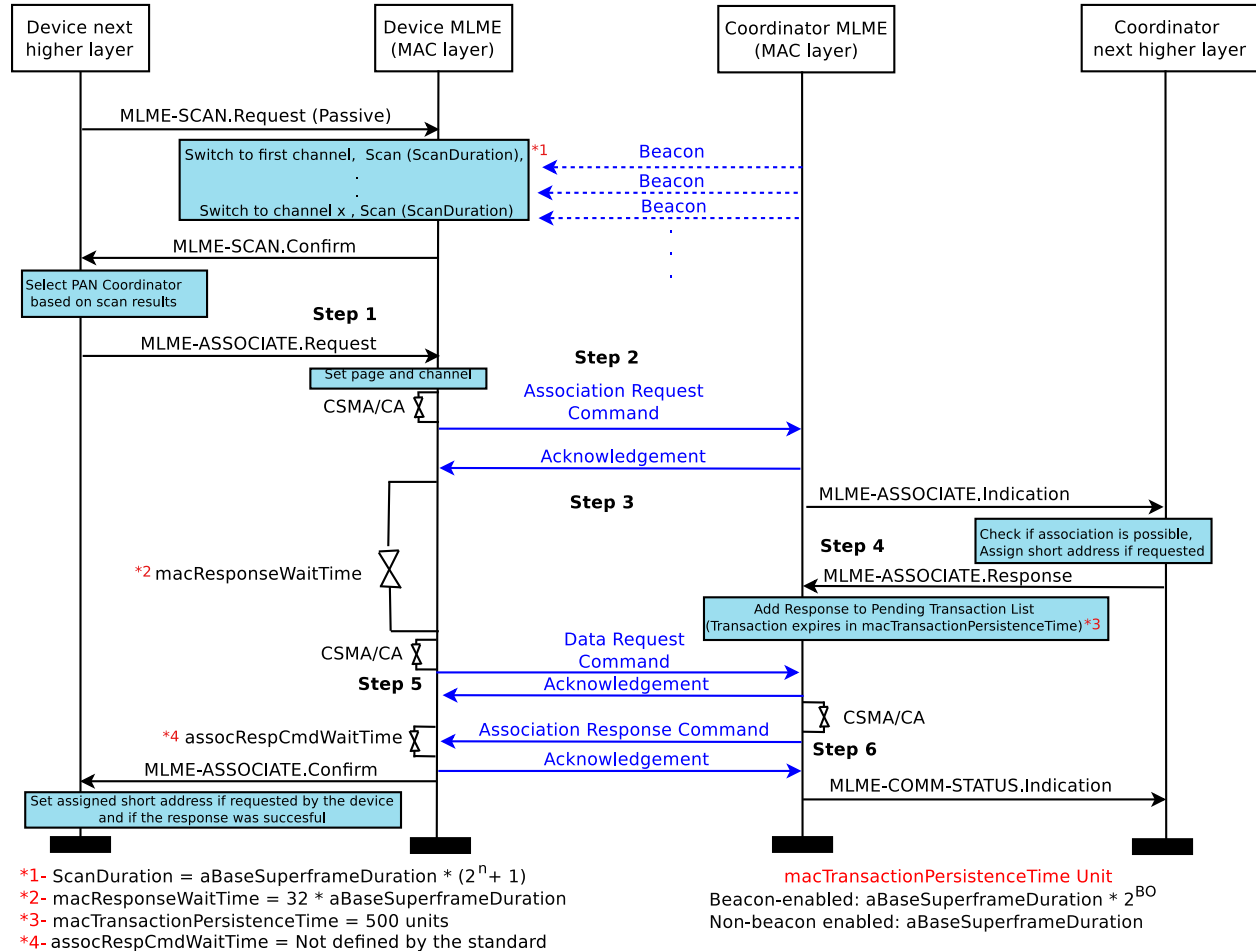 Device next
higher layer
Device MLME
(MAC layer)
Coordinator MLME
(MAC layer)
Coordinator
next higher layer
MLME-SCAN.Request (Passive)
Switch to first channel,  Scan (ScanDuration), *1
.
.
Switch to channel x , Scan (ScanDuration)
Beacon
Beacon
Beacon
.
.
.
MLME-SCAN.Confirm
Select PAN Coordinator
based on scan results
Step 1
MLME-ASSOCIATE.Request
Set page and channel
Step 2
CSMA/CA
Association Request
Command
Acknowledgement
Step 3
MLME-ASSOCIATE.Indication
Check if association is possible,
Assign short address if requested
Step 4
MLME-ASSOCIATE.Response
*2 macResponseWaitTime
Add Response to Pending Transaction List
(Transaction expires in macTransactionPersistenceTime)*3
CSMA/CA
Data Request
Command
Step 5
Acknowledgement
CSMA/CA
*4 assocRespCmdWaitTime
Association Response Command
Step 6
Acknowledgement
MLME-ASSOCIATE.Confirm
MLME-COMM-STATUS.Indication
Set assigned short address if requested by the device
and if the response was succesful
*1- ScanDuration = aBaseSuperframeDuration * (2^n + 1)
*2- macResponseWaitTime = 32 * aBaseSuperframeDuration
*3- macTransactionPersistenceTime = 500 units
*4- assocRespCmdWaitTime = Not defined by the standard
macTransactionPersistenceTime Unit
Beacon-enabled: aBaseSuperframeDuration * 2^BO
Non-beacon enabled: aBaseSuperframeDuration